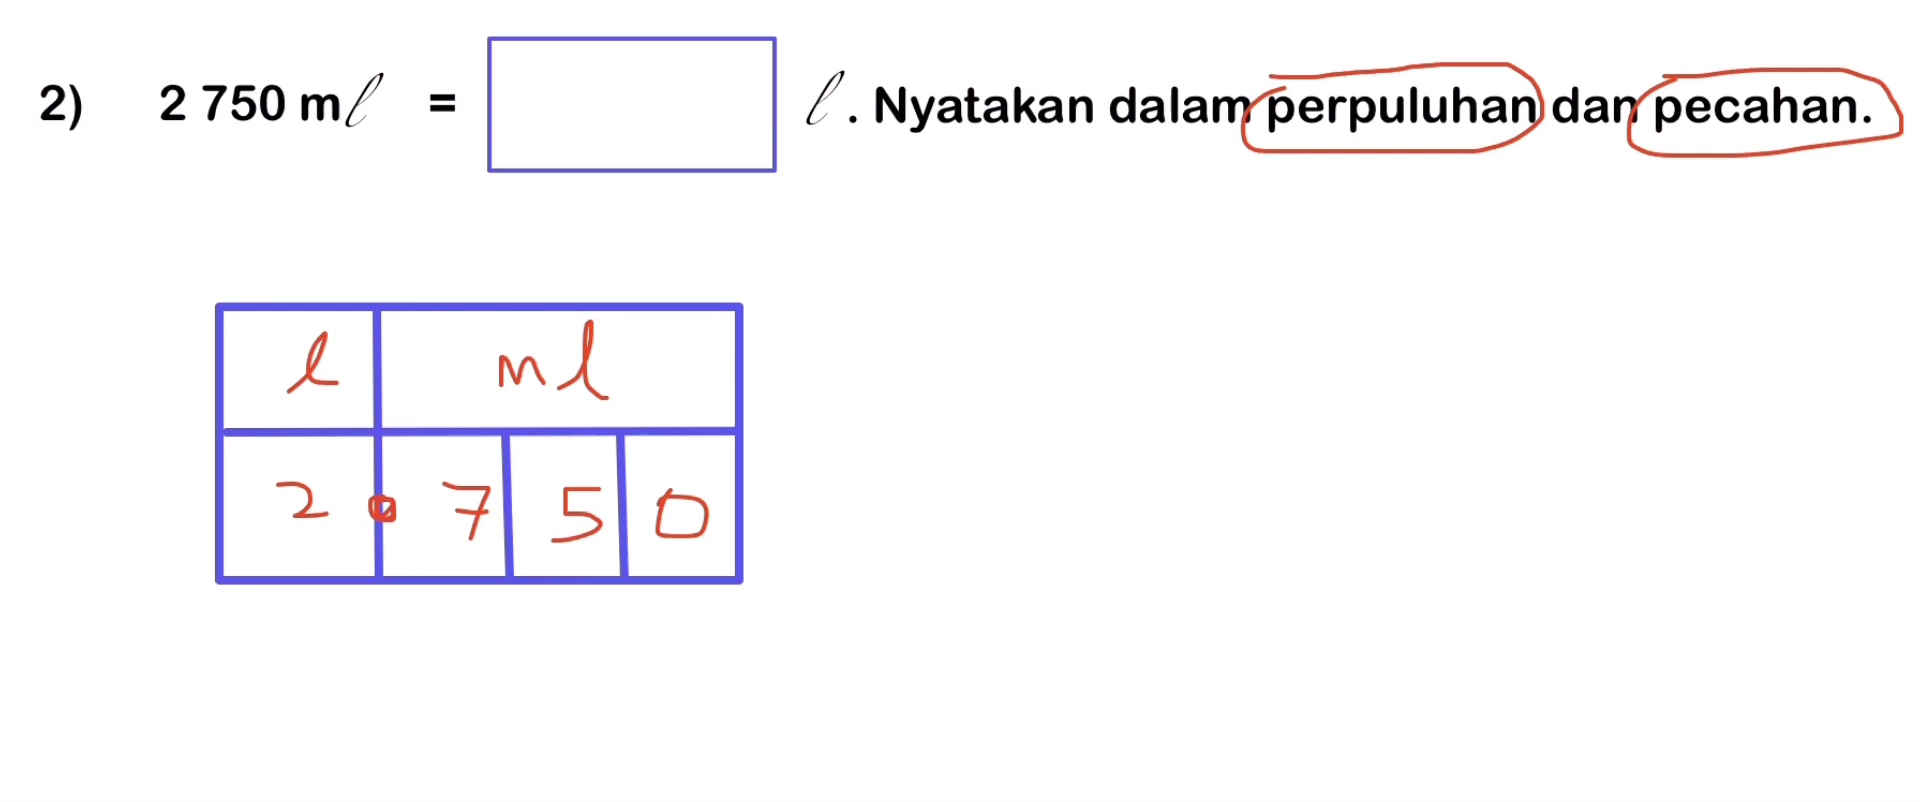 2) 2 750 mℓ = ℓ. Nyatakan dalam perpuluhan dan pecahan.
l ml
2 . 7 5 0